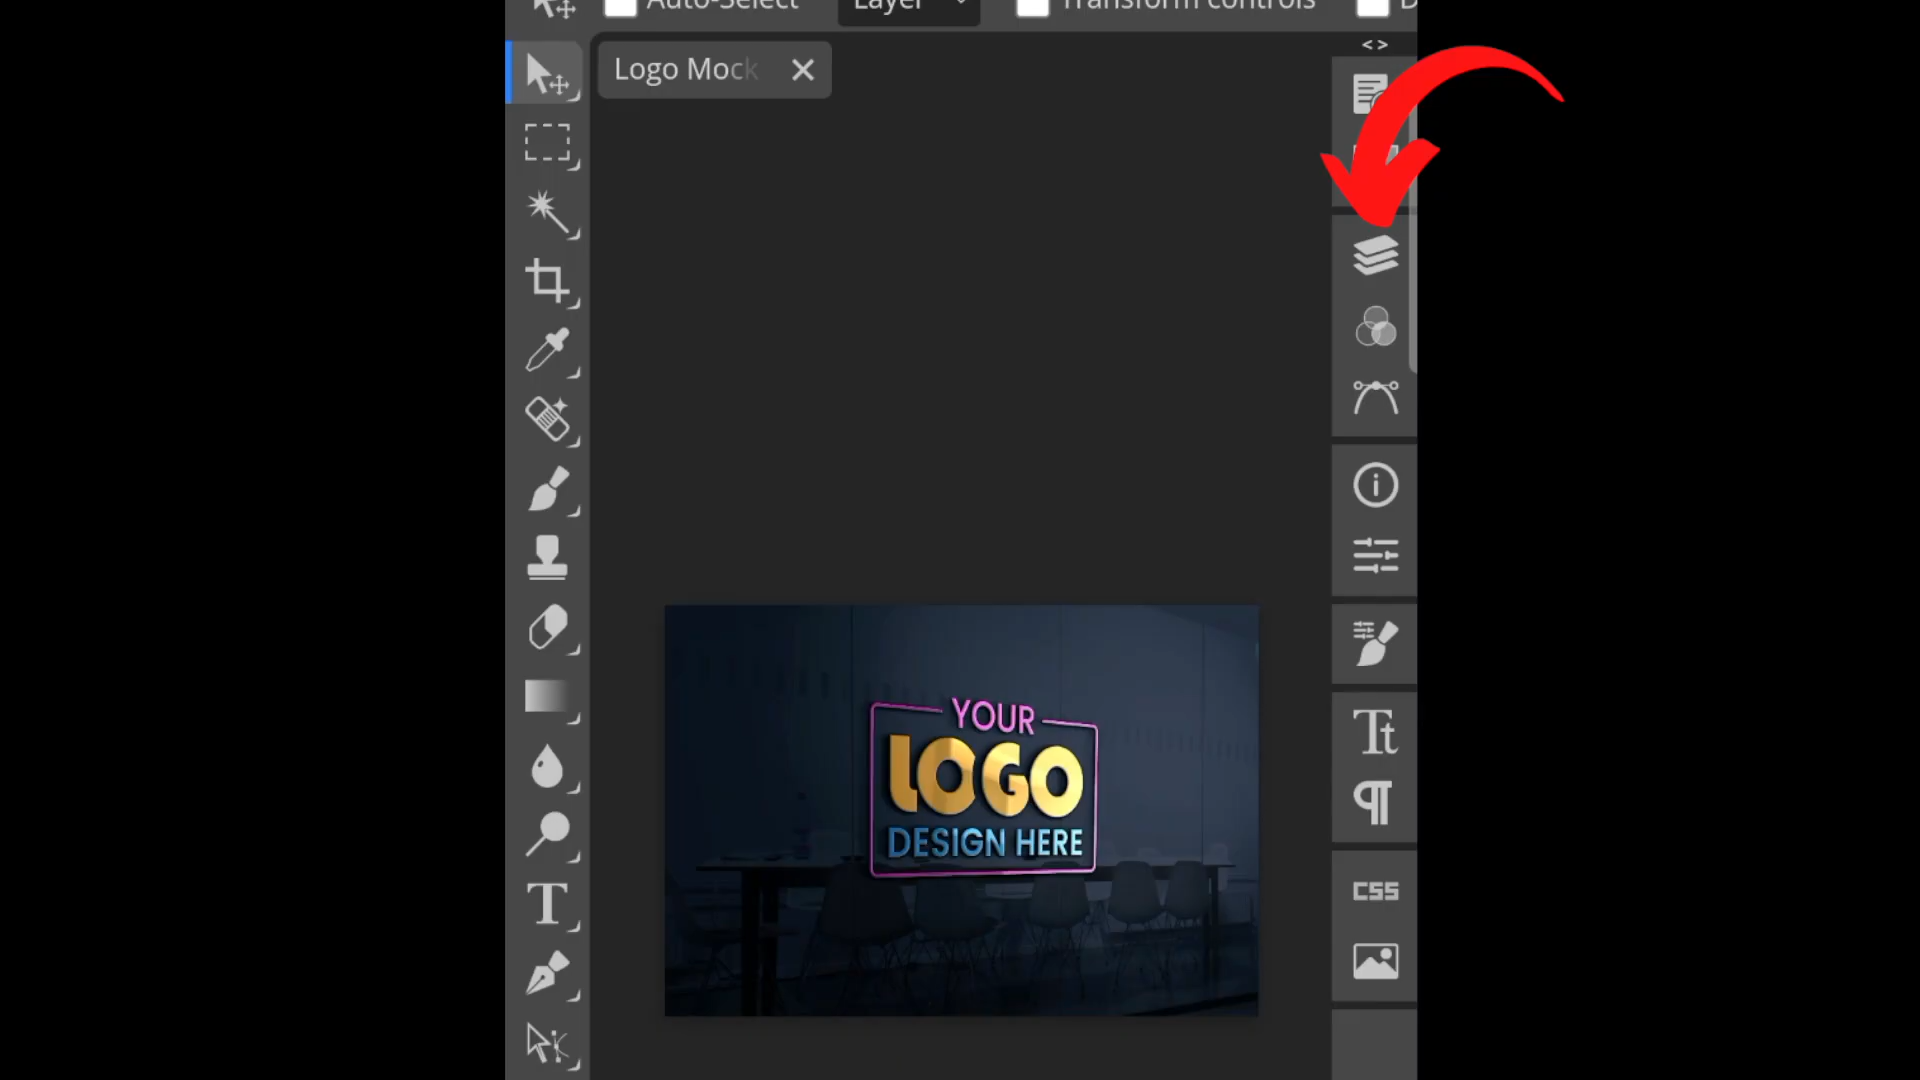 Auto-Select
Layer
Transform controls
D
Logo Mock
< >
YOUR
LOGO
DESIGN HERE
CSS